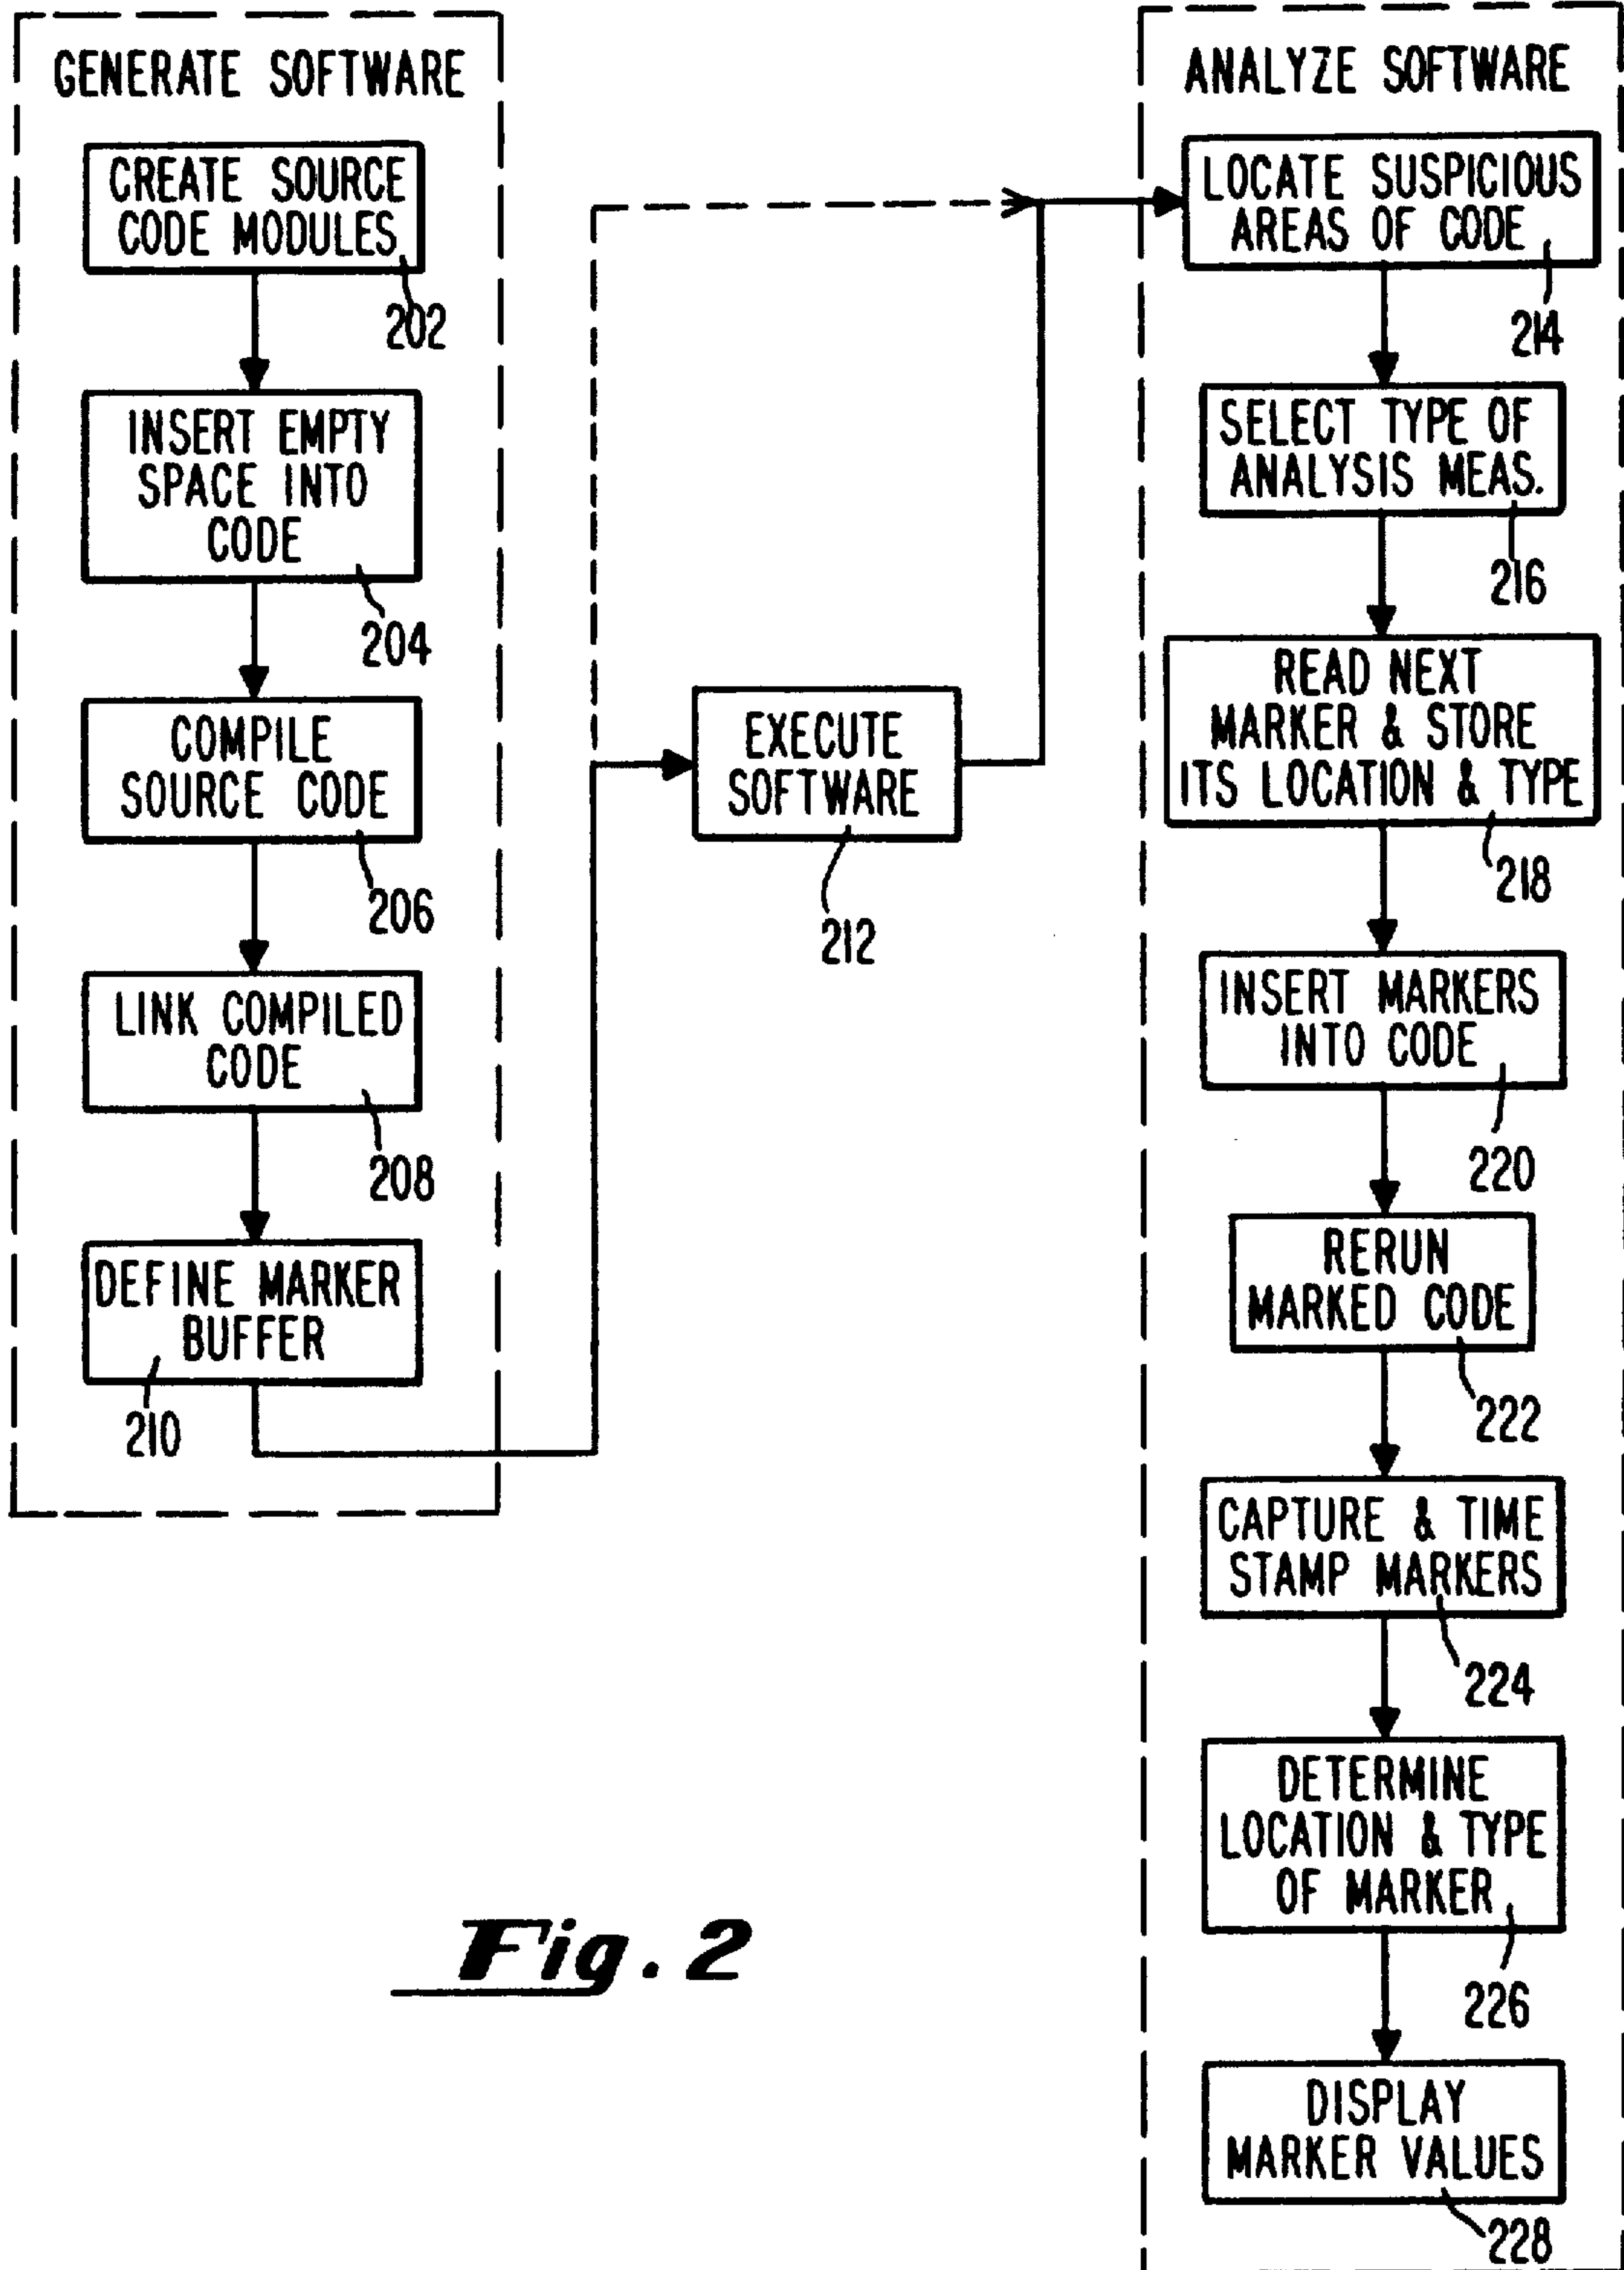 GENERATE SOFTWARE
CREATE SOURCE
CODE MODULES
202
INSERT EMPTY
SPACE INTO
CODE
204
COMPILE
SOURCE CODE
206
LINK COMPILED
CODE
208
DEFINE MARKER
BUFFER
210
EXECUTE
SOFTWARE
212
ANALYZE SOFTWARE
LOCATE SUSPICIOUS
AREAS OF CODE
214
SELECT TYPE OF
ANALYSIS MEAS.
216
READ NEXT
MARKER & STORE
ITS LOCATION & TYPE
218
INSERT MARKERS
INTO CODE
220
RERUN
MARKED CODE
222
CAPTURE & TIME
STAMP MARKERS
224
DETERMINE
LOCATION & TYPE
OF MARKER
226
DISPLAY
MARKER VALUES
228
Fig. 2